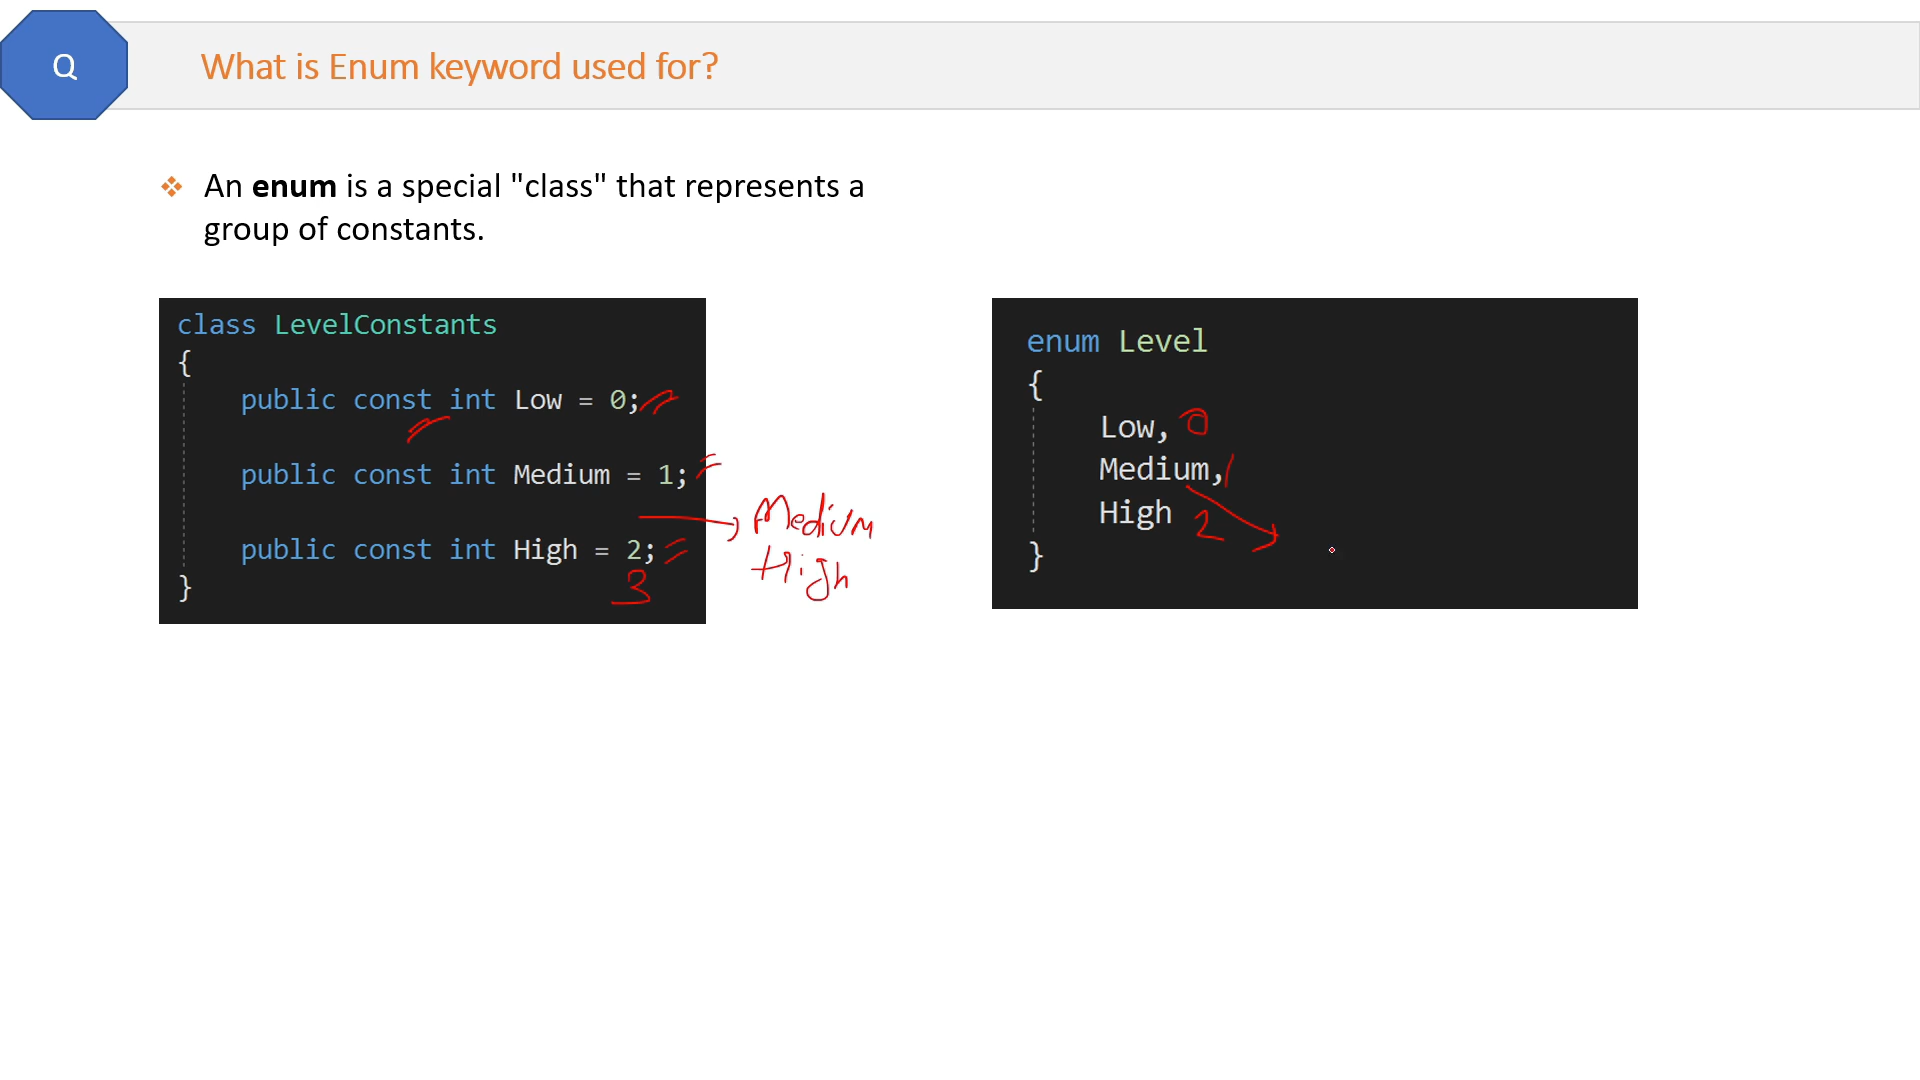 Q
What is Enum keyword used for?
❖ An enum is a special "class" that represents a
group of constants.
class LevelConstants
{
public const int Low = 0;
public const int Medium = 1;
public const int High = 2;
3
}
Medium
High
enum Level
{
Low, 0
Medium, 1
High 2
}